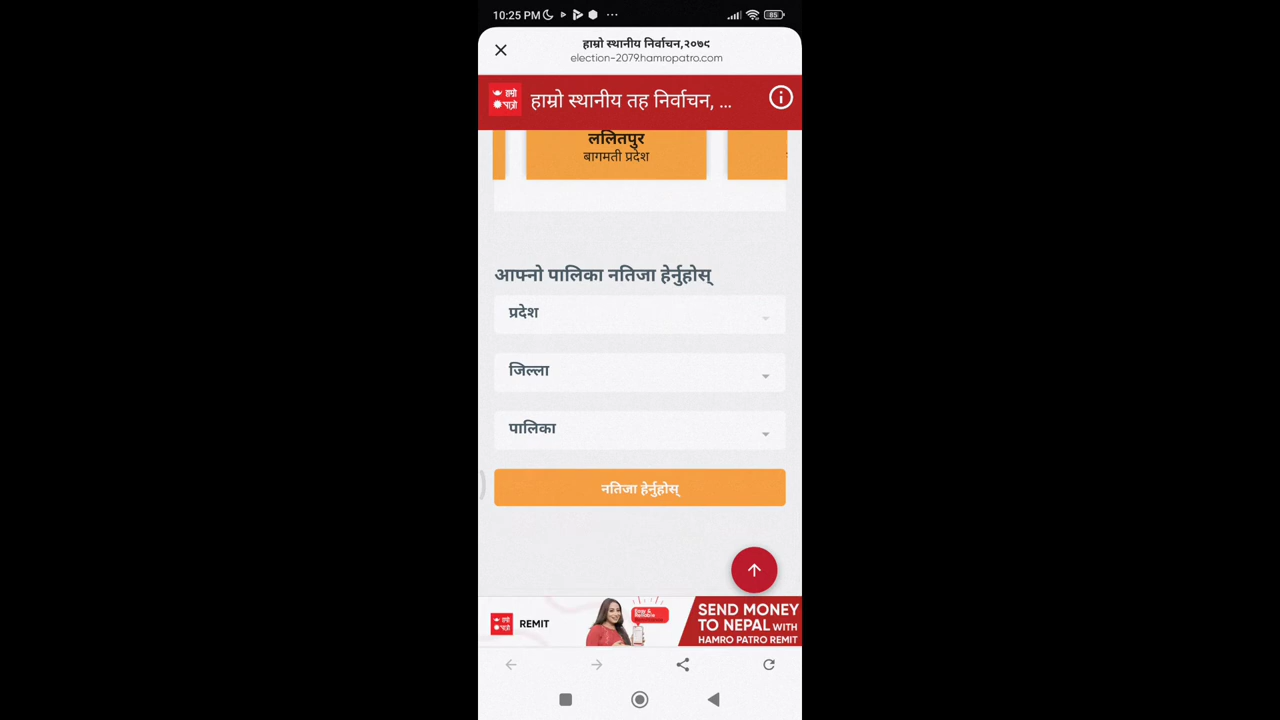 10:25 PM
85
हाम्रो स्थानीय निर्वाचन,२०७९
election-2079.hamropatro.com
हाम्रो पात्रो
हाम्रो स्थानीय तह निर्वाचन, ...
ललितपुर
बागमती प्रदेश
आफ्नो पालिका नतिजा हेर्नुहोस्
प्रदेश
जिल्ला
पालिका
नतिजा हेर्नुहोस्
हाम्रो पात्रो
REMIT
SEND MONEY
TO NEPAL WITH
HAMRO PATRO REMIT